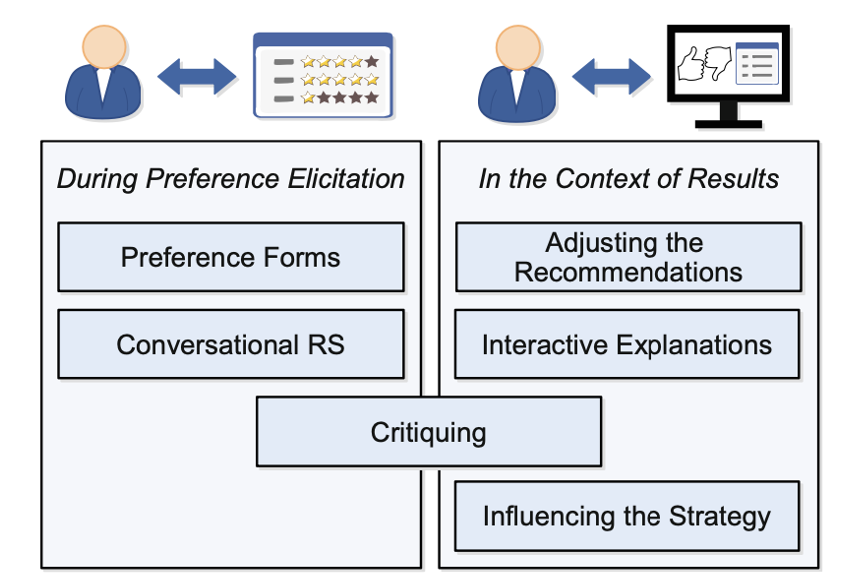 During Preference Elicitation
Preference Forms
Conversational RS
In the Context of Results
Adjusting the
Recommendations
Interactive Explanations
Critiquing
Influencing the Strategy